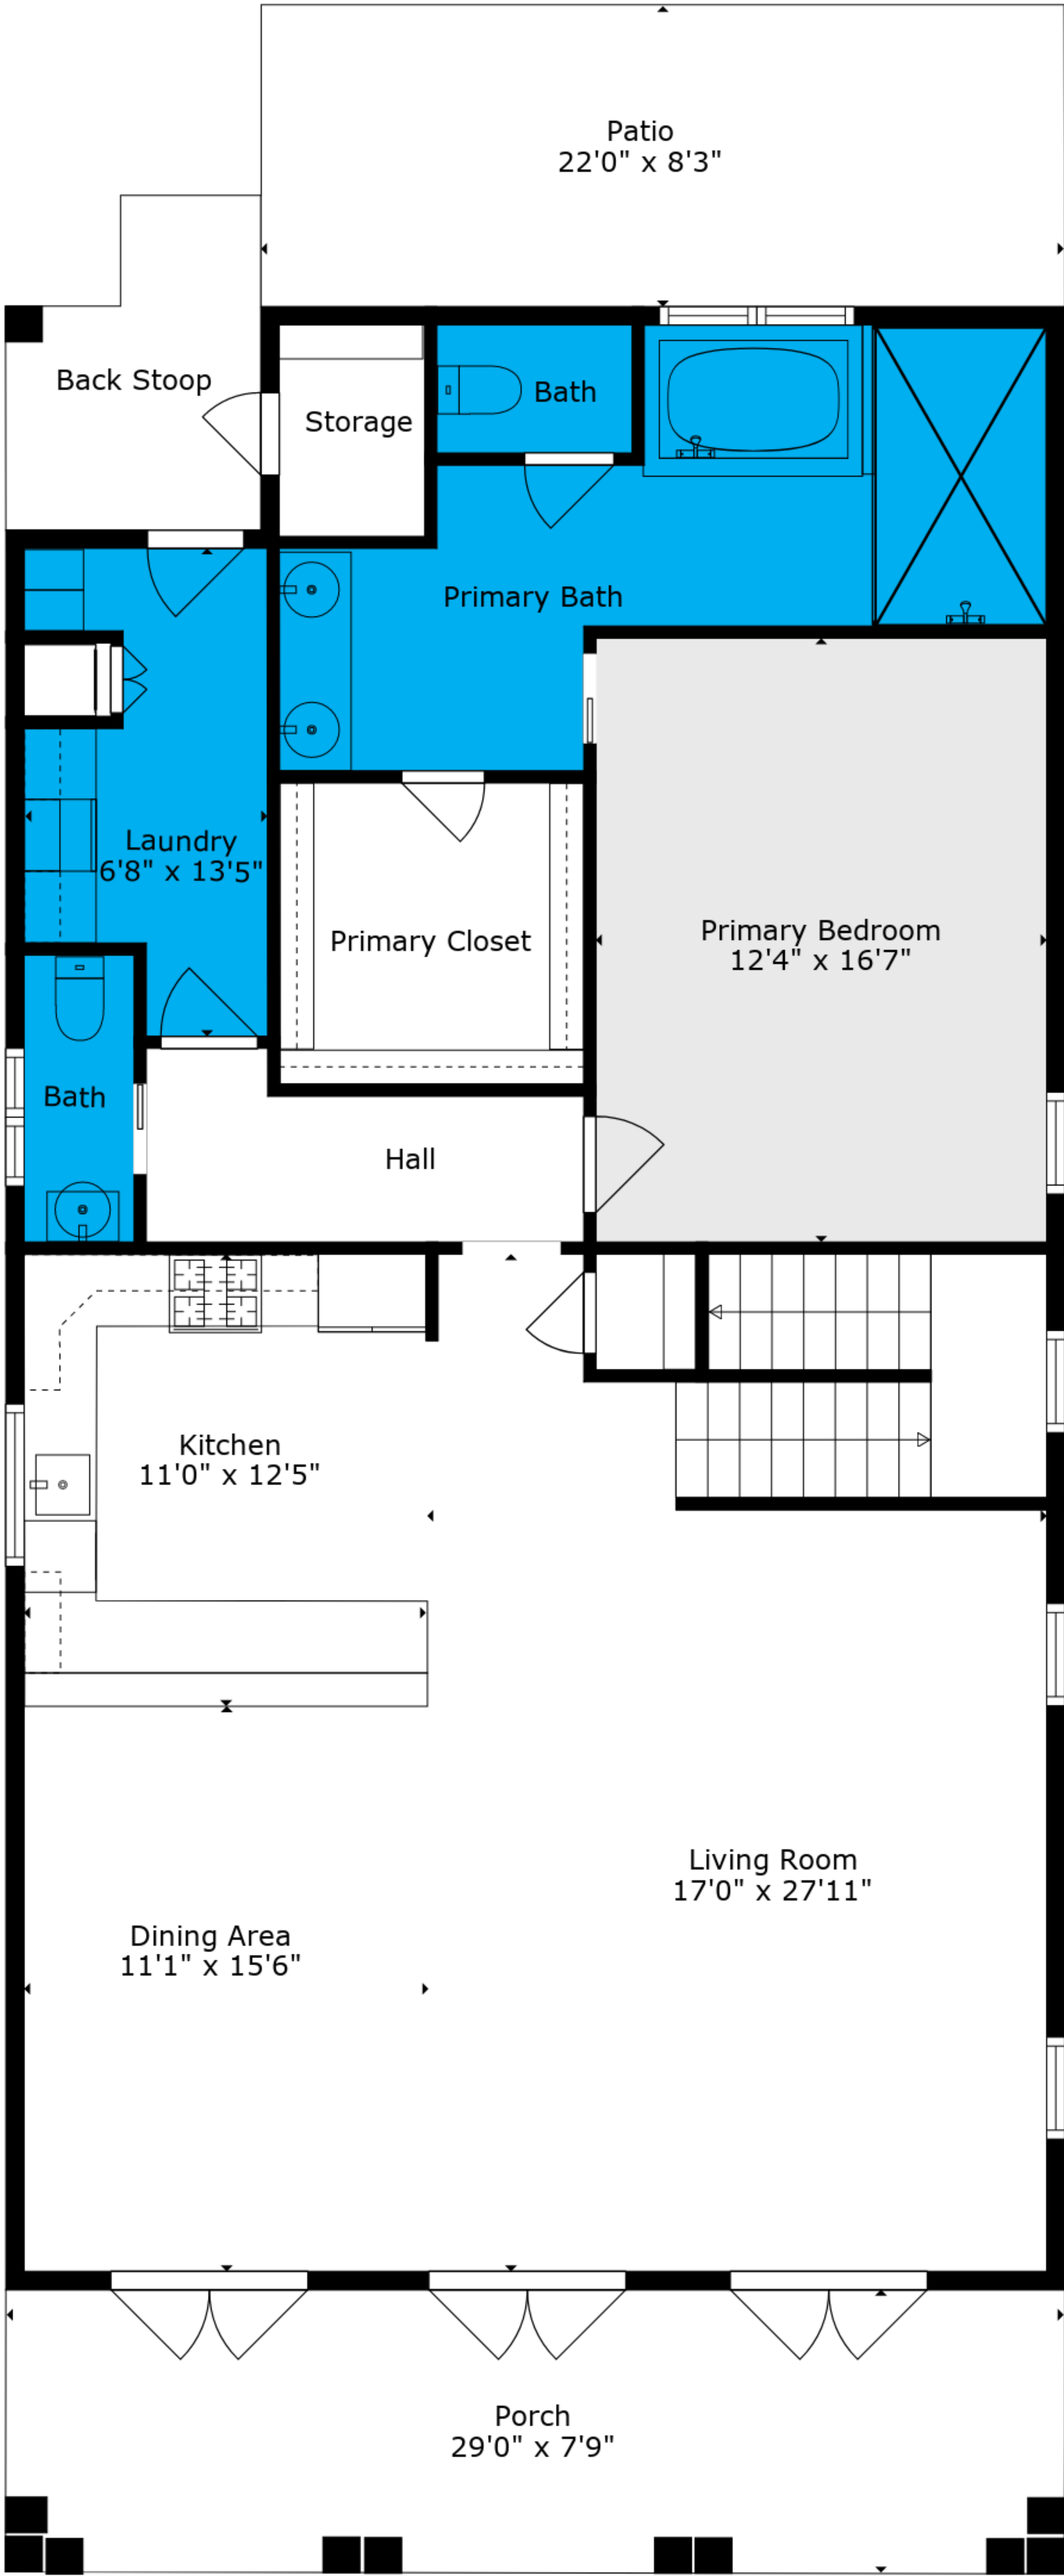 Patio
22'0" x 8'3"
Back Stoop
Storage
Bath
Primary Bath
Laundry
6'8" x 13'5"
Primary Closet
Primary Bedroom
12'4" x 16'7"
Bath
Hall
Kitchen
11'0" x 12'5"
Living Room
17'0" x 27'11"
Dining Area
11'1" x 15'6"
Porch
29'0" x 7'9"